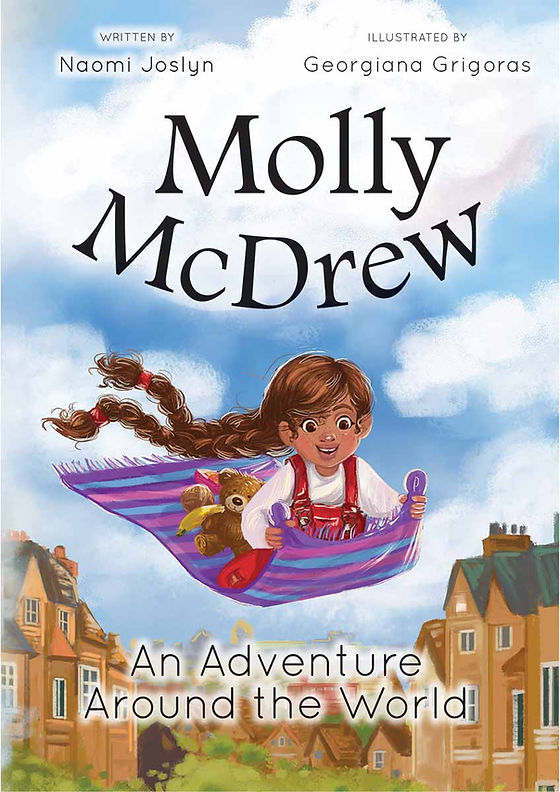 WRITTEN BY
Naomi Joslyn
ILLUSTRATED BY
Georgiana Grigoras
Molly
McDrew
P
An Adventure
Around the World